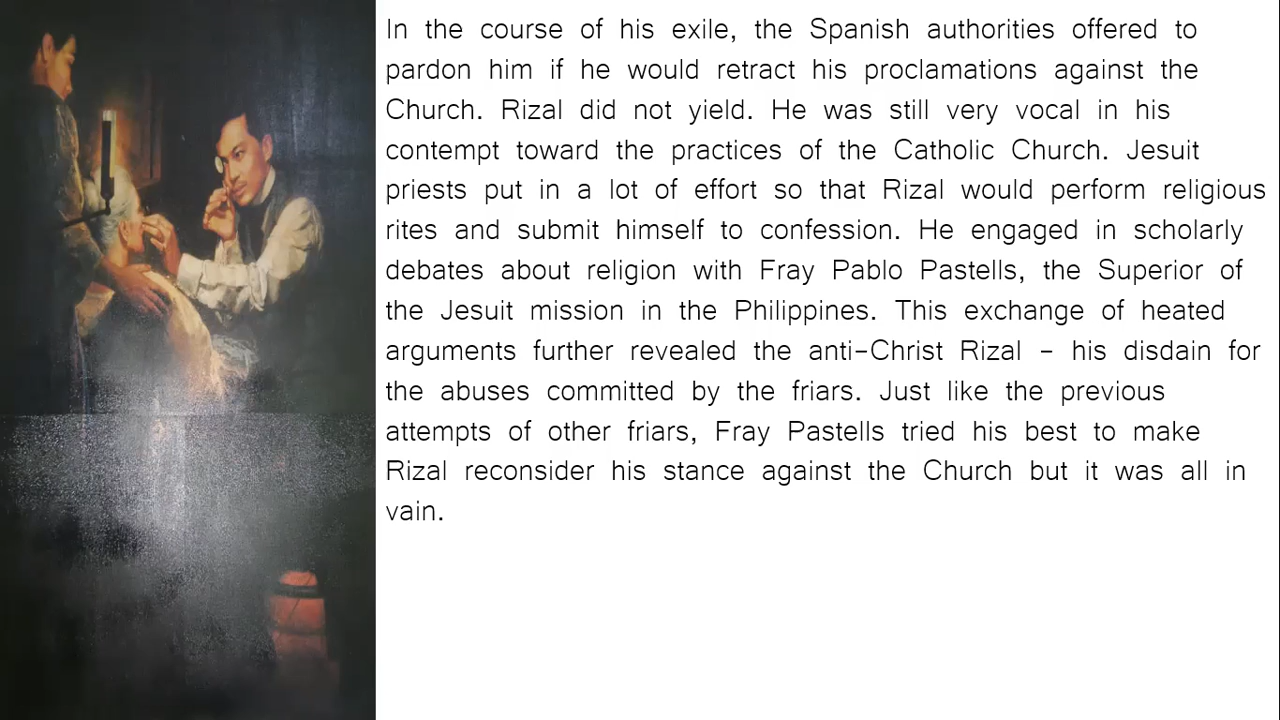 In the course of his exile, the Spanish authorities offered to
pardon him if he would retract his proclamations against the
Church. Rizal did not yield. He was still very vocal in his
contempt toward the practices of the Catholic Church. Jesuit
priests put in a lot of effort so that Rizal would perform religious
rites and submit himself to confession. He engaged in scholarly
debates about religion with Fray Pablo Pastells, the Superior of
the Jesuit mission in the Philippines. This exchange of heated
arguments further revealed the anti-Christ Rizal - his disdain for
the abuses committed by the friars. Just like the previous
attempts of other friars, Fray Pastells tried his best to make
Rizal reconsider his stance against the Church but it was all in
vain.